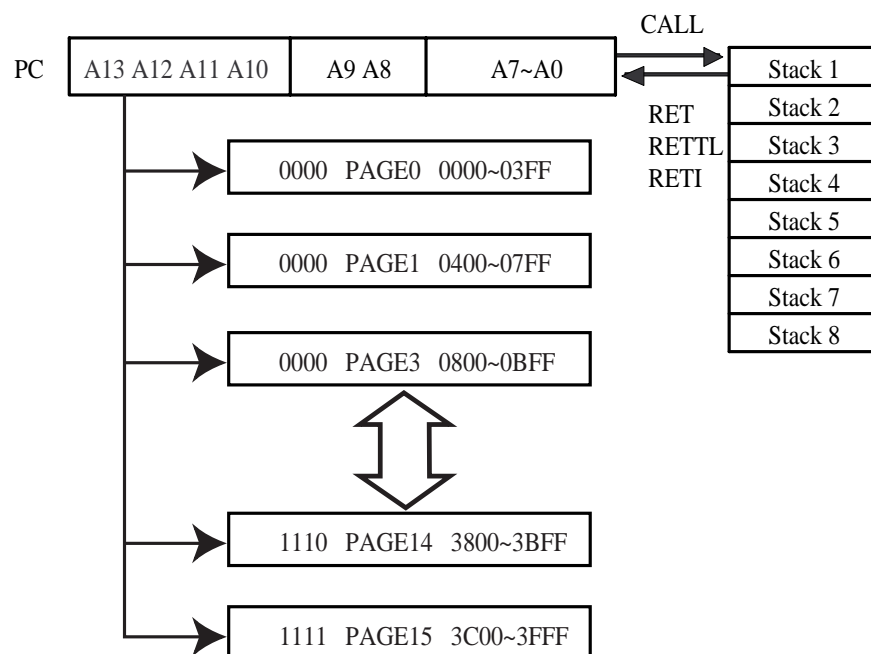 CALL
PC A13 A12 A11 A10 A9 A8 A7~A0
Stack 1
Stack 2
Stack 3
Stack 4
Stack 5
Stack 6
Stack 7
Stack 8
RET
RETTL
RETI
0000 PAGE0 0000~03FF
0000 PAGE1 0400~07FF
0000 PAGE3 0800~0BFF
1110 PAGE14 3800~3BFF
1111 PAGE15 3C00~3FFF